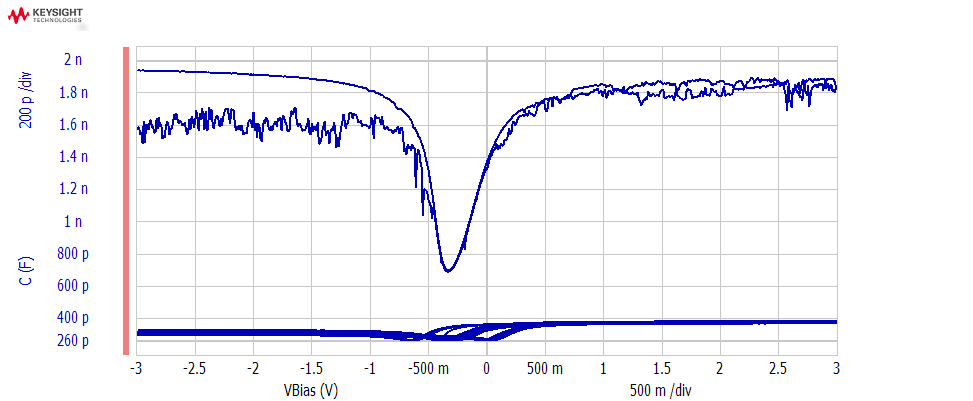 KEYSIGHT
TECHNOLOGIES
200 p /div
C (F)
2 n
1.8 n
1.6 n
1.4 n
1.2 n
1 n
800 p
600 p
400 p
260 p
-3 -2.5 -2 -1.5 -1 -500 m 0 500 m 1 1.5 2 2.5 3
VBias (V) 500 m /div